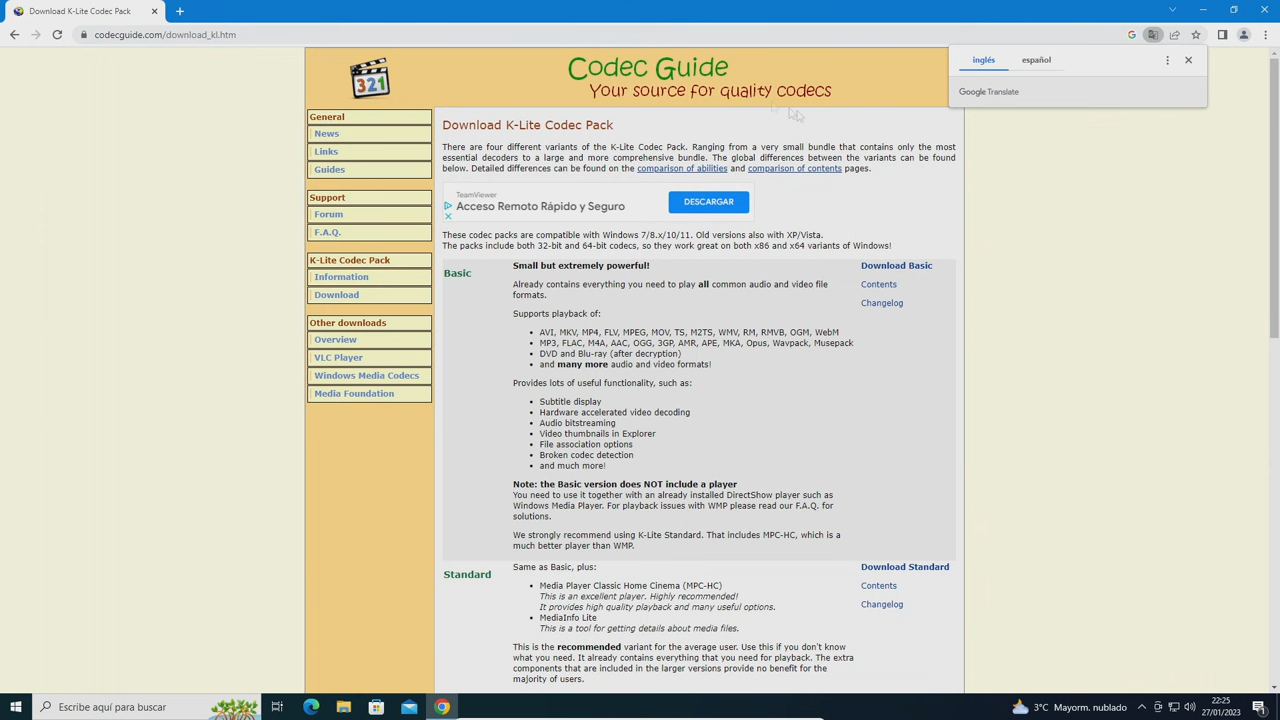 Download K-Lite Codec Pack
codecguide.com/download_kl.htm
inglés español
Google Translate
321
Codec Guide
Your source for quality codecs
General
News
Links
Guides
Support
Forum
F.A.Q.
K-Lite Codec Pack
Information
Download
Other downloads
Overview
VLC Player
Windows Media Codecs
Media Foundation
Download K-Lite Codec Pack
There are four different variants of the K-Lite Codec Pack. Ranging from a very small bundle that contains only the most
essential decoders to a large and more comprehensive bundle. The global differences between the variants can be found
below. Detailed differences can be found on the comparison of abilities and comparison of contents pages.
TeamViewer
Acceso Remoto Rápido y Seguro
DESCARGAR
These codec packs are compatible with Windows 7/8.x/10/11. Old versions also with XP/Vista.
The packs include both 32-bit and 64-bit codecs, so they work great on both x86 and x64 variants of Windows!
Basic
Small but extremely powerful!
Already contains everything you need to play all common audio and video file
formats.
Supports playback of:
• AVI, MKV, MP4, FLV, MPEG, MOV, TS, M2TS, WMV, RM, RMVB, OGM, WebM
• MP3, FLAC, M4A, AAC, OGG, 3GP, AMR, APE, MKA, Opus, Wavpack, Musepack
• DVD and Blu-ray (after decryption)
• and many more audio and video formats!
Provides lots of useful functionality, such as:
• Subtitle display
• Hardware accelerated video decoding
• Audio bitstreaming
• Video thumbnails in Explorer
• File association options
• Broken codec detection
• and much more!
Note: the Basic version does NOT include a player
You need to use it together with an already installed DirectShow player such as
Windows Media Player. For playback issues with WMP please read our F.A.Q. for
solutions.
We strongly recommend using K-Lite Standard. That includes MPC-HC, which is a
much better player than WMP.
Download Basic
Contents
Changelog
Standard
Same as Basic, plus:
• Media Player Classic Home Cinema (MPC-HC)
This is an excellent player. Highly recommended!
It provides high quality playback and many useful options.
• MediaInfo Lite
This is a tool for getting details about media files.
This is the recommended variant for the average user. Use this if you don't know
what you need. It already contains everything that you need for playback. The extra
components that are included in the larger versions provide no benefit for the
majority of users.
Download Standard
Contents
Changelog
Escribe aquí para buscar
3°C Mayorm. nublado
22:25
27/01/2023
1